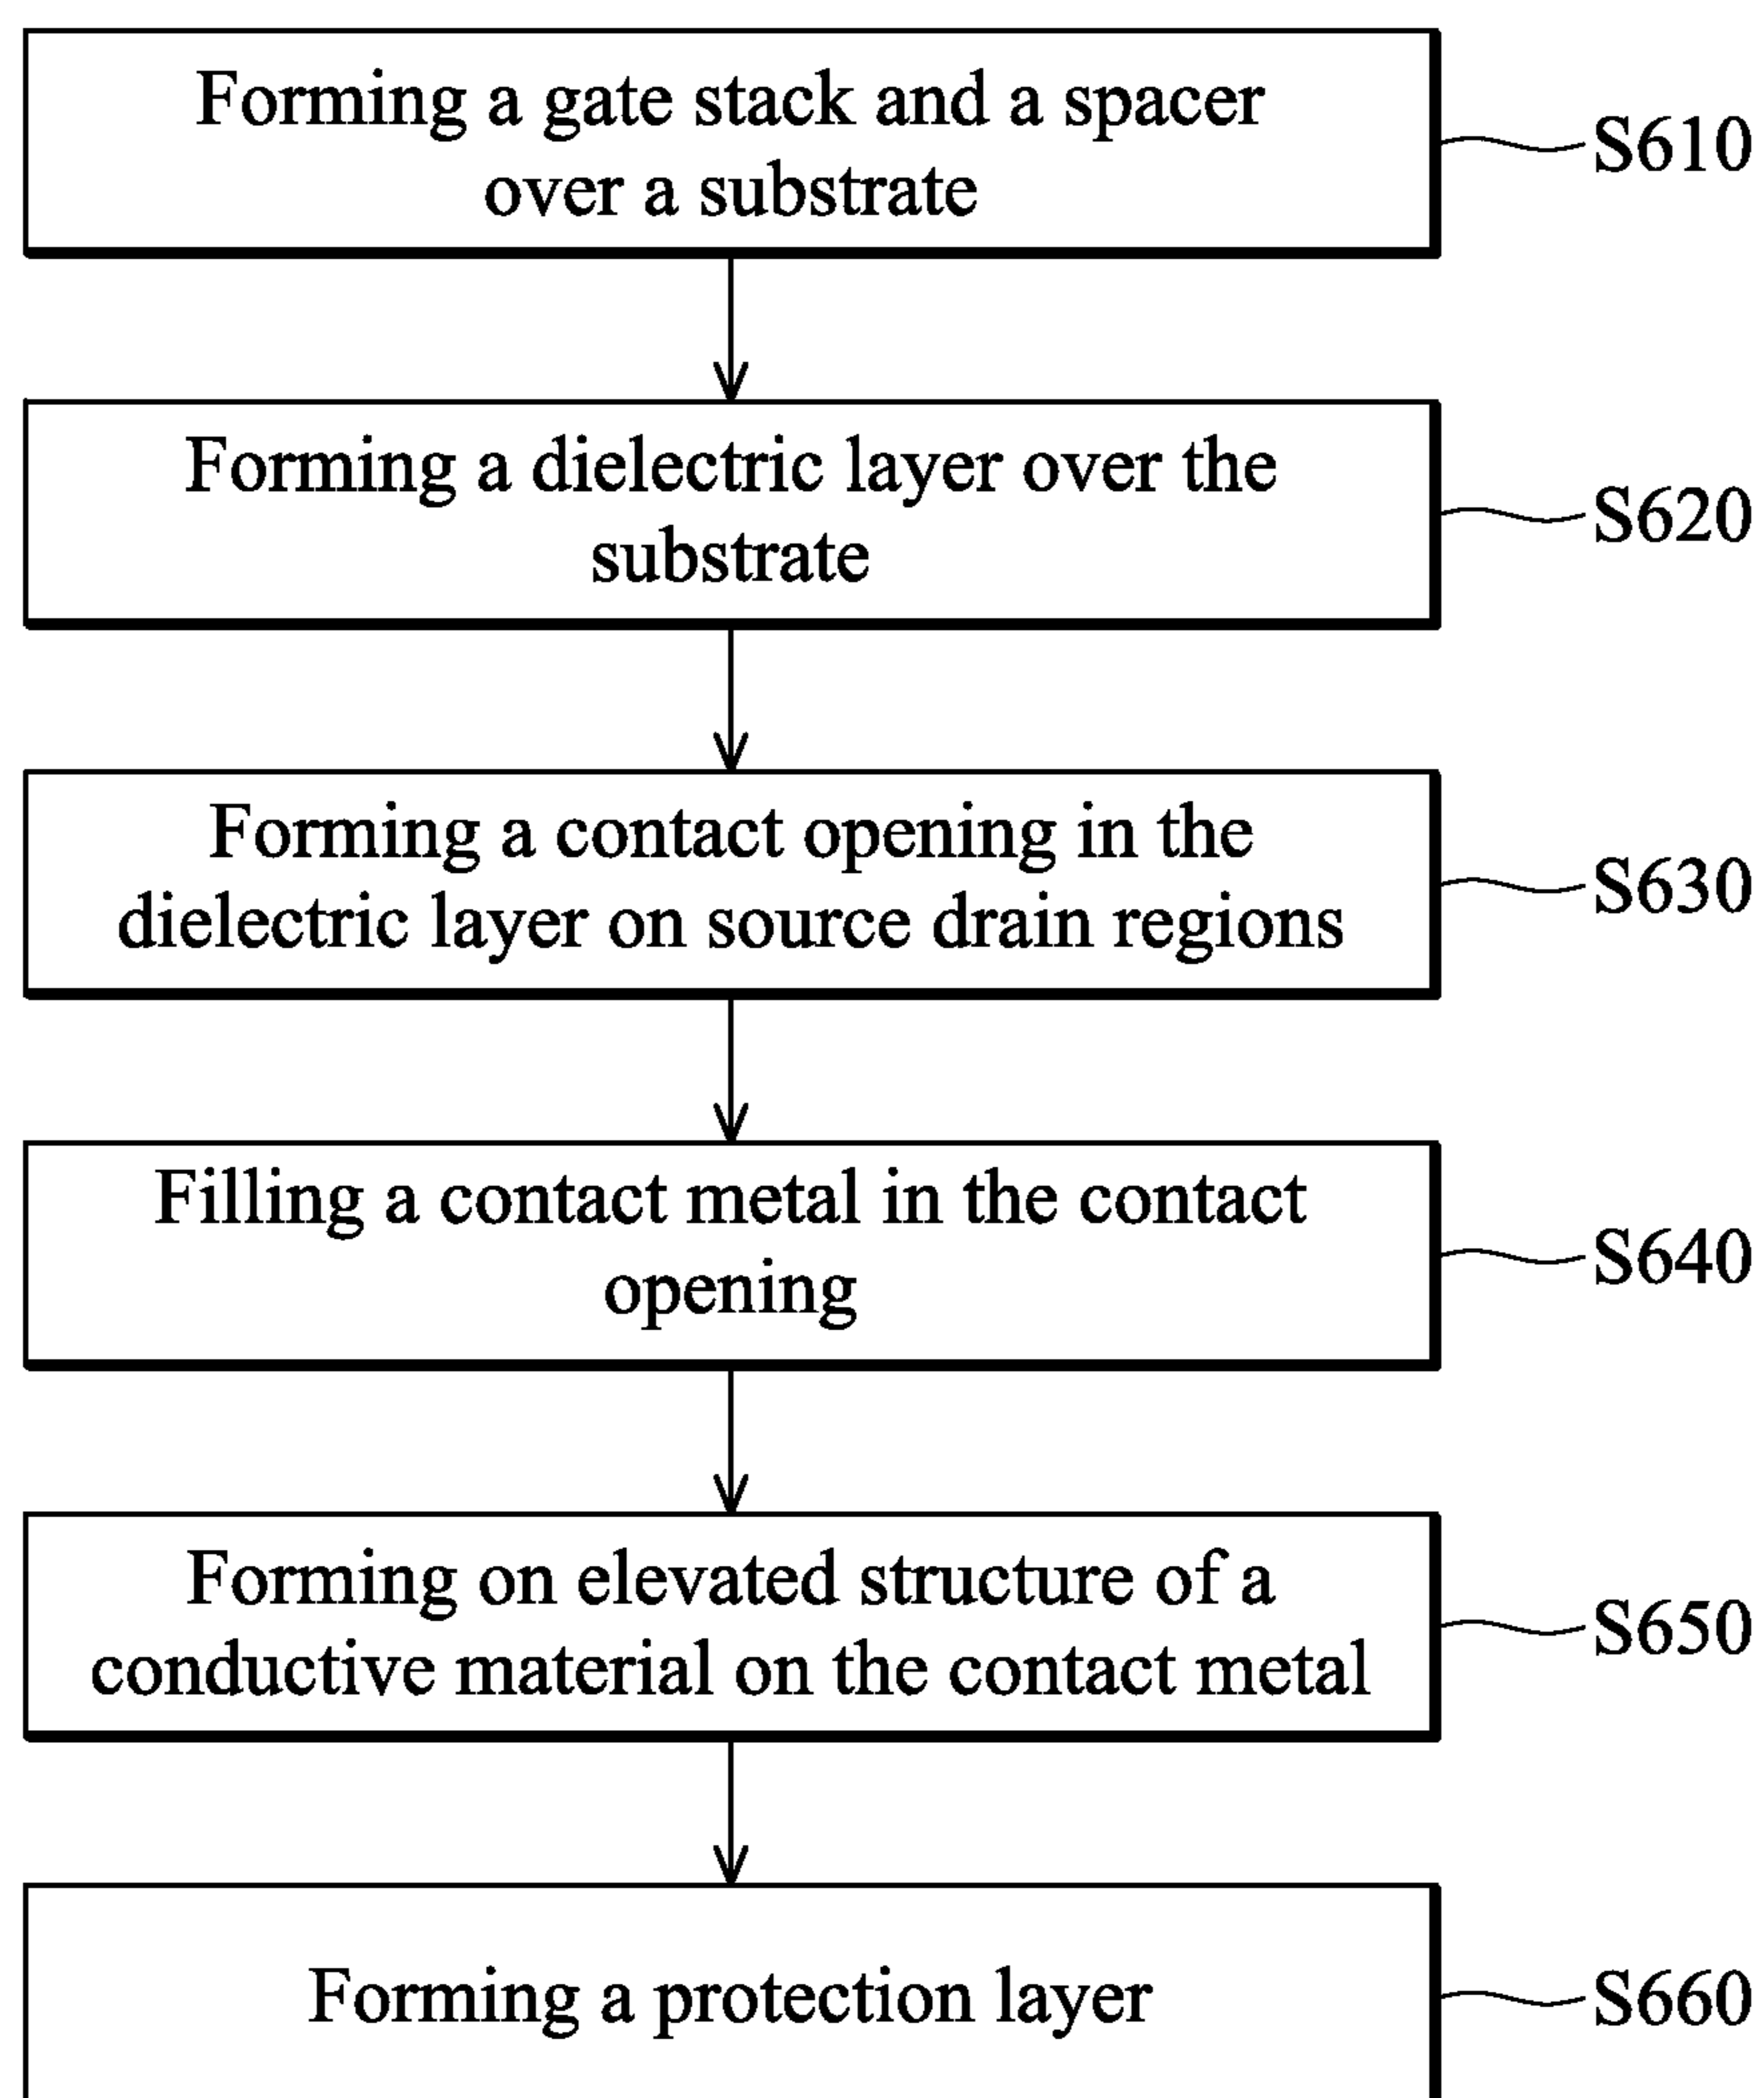 Forming a gate stack and a spacer
over a substrate
S610
Forming a dielectric layer over the
substrate
S620
Forming a contact opening in the
dielectric layer on source drain regions
S630
Filling a contact metal in the contact
opening
S640
Forming on elevated structure of a
conductive material on the contact metal
S650
Forming a protection layer
S660